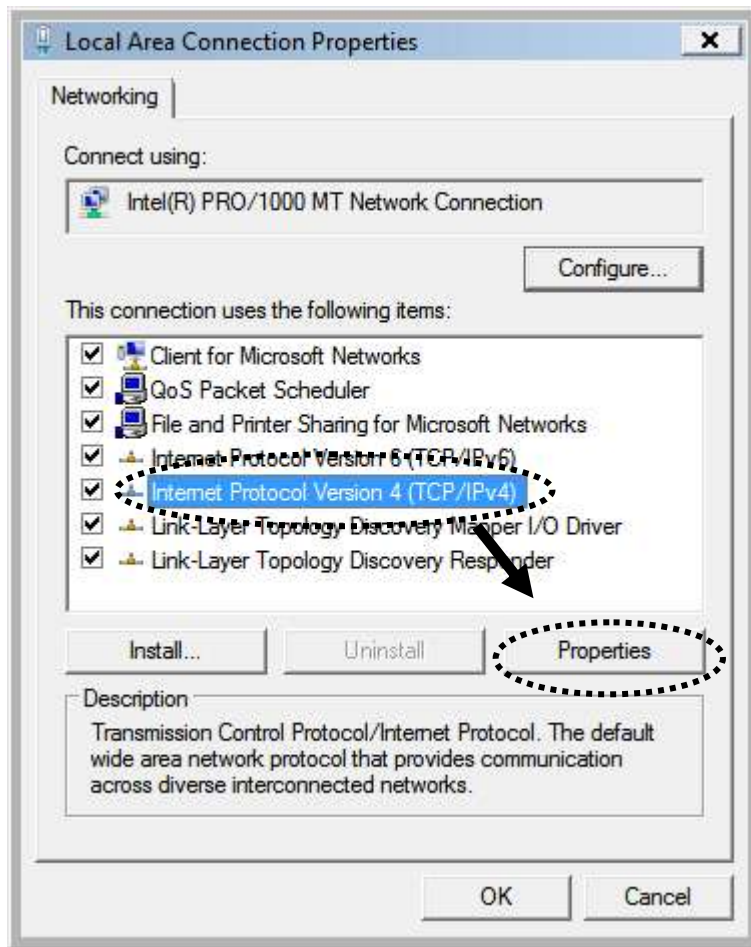 Local Area Connection Properties
Networking
Connect using:
Intel(R) PRO/1000 MT Network Connection
Configure...
This connection uses the following items:
Client for Microsoft Networks
QoS Packet Scheduler
File and Printer Sharing for Microsoft Networks
Internet Protocol Version 6 (TCP/IPv6)
Internet Protocol Version 4 (TCP/IPv4)
Link-Layer Topology Discovery Mapper I/O Driver
Link-Layer Topology Discovery Responder
Install... Uninstall Properties
Description
Transmission Control Protocol/Internet Protocol. The default
wide area network protocol that provides communication
across diverse interconnected networks.
OK Cancel